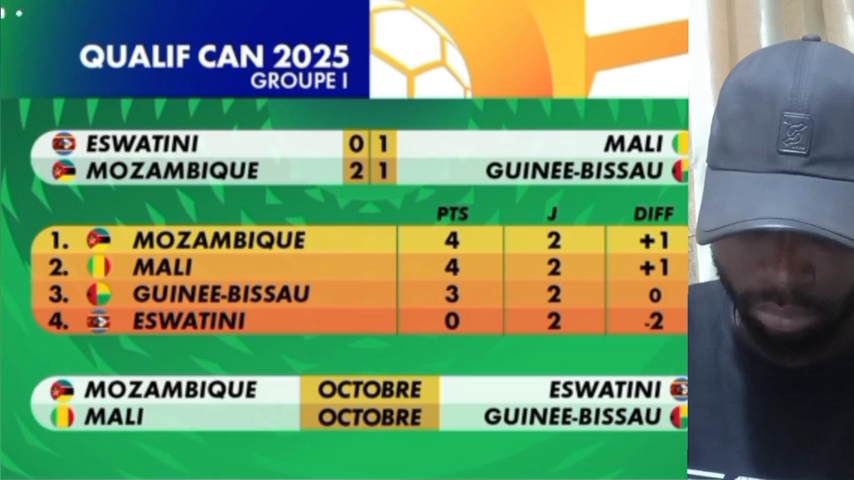 QUALIF CAN 2025
GROUPE I
ESWATINI 0 1 MALI
MOZAMBIQUE 2 1 GUINEE-BISSAU
PTS J DIFF
1. MOZAMBIQUE 4 2 +1
2. MALI 4 2 +1
3. GUINEE-BISSAU 3 2 0
4. ESWATINI 0 2 -2
MOZAMBIQUE OCTOBRE ESWATINI
MALI OCTOBRE GUINEE-BISSAU